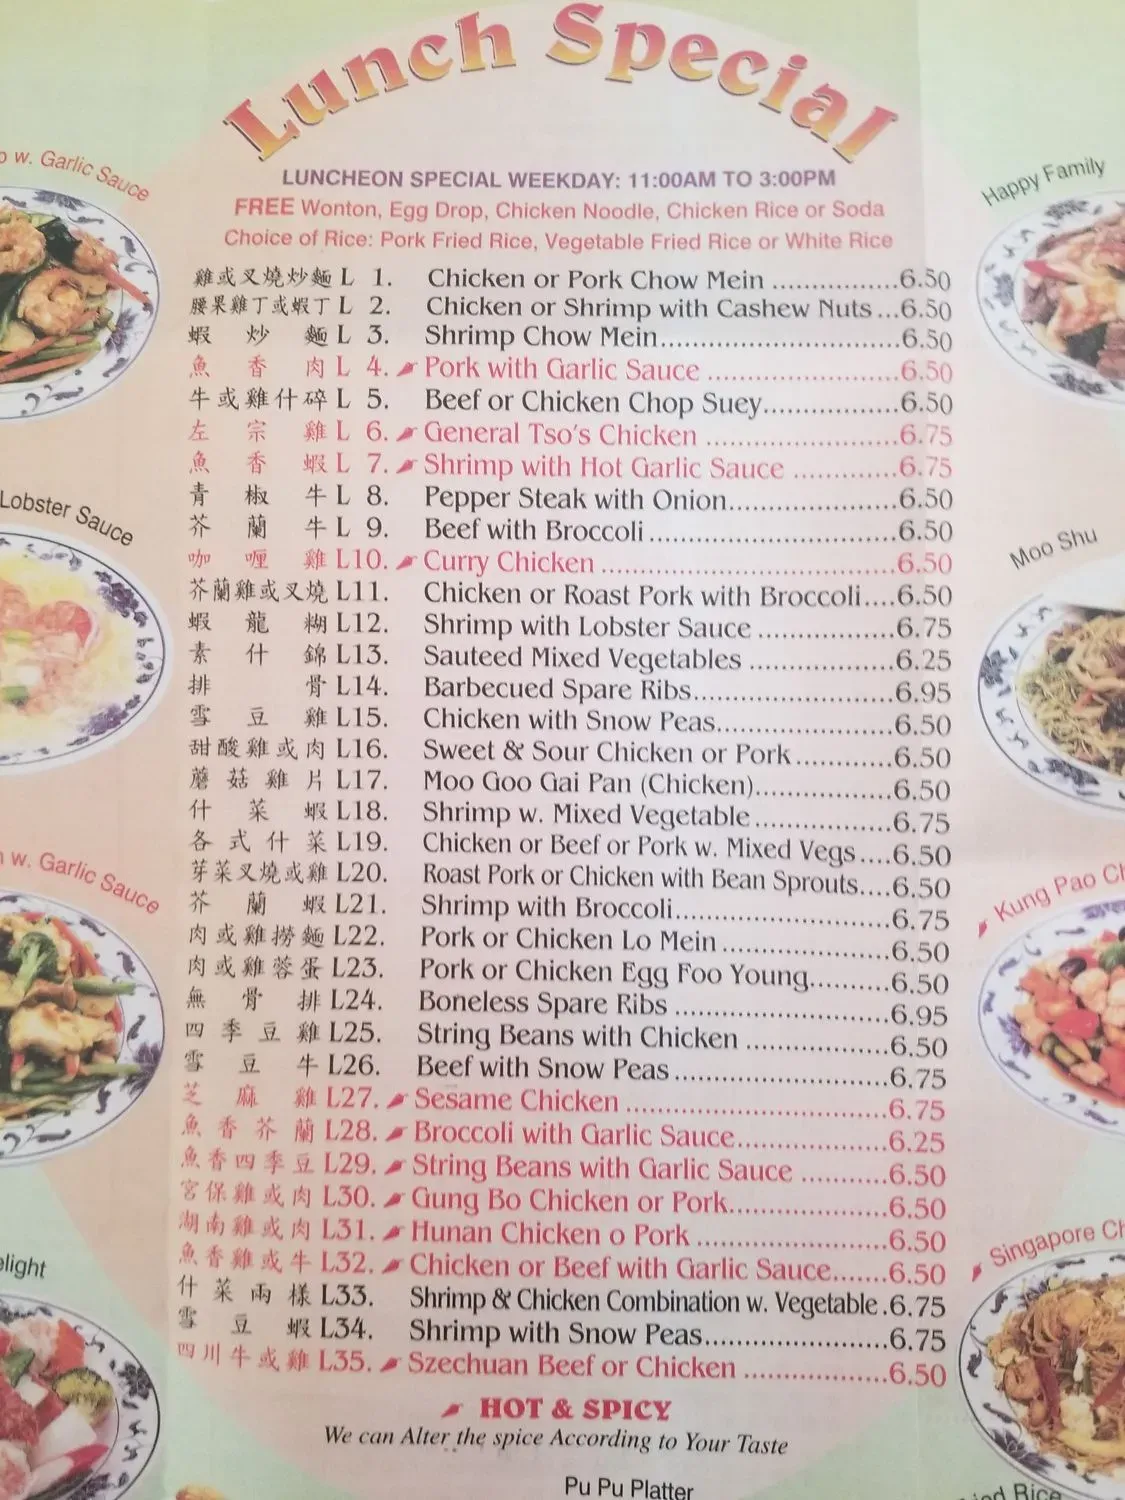 Lunch Special
LUNCHEON SPECIAL WEEKDAY: 11:00AM TO 3:00PM
FREE Wonton, Egg Drop, Chicken Noodle, Chicken Rice or Soda
Choice of Rice: Pork Fried Rice, Vegetable Fried Rice or White Rice
雞或叉燒炒麵 L 1. Chicken or Pork Chow Mein ................6.50
腰果雞丁或蝦丁 L 2. Chicken or Shrimp with Cashew Nuts...6.50
蝦炒麵 L 3. Shrimp Chow Mein...............................6.50
魚香肉 L 4. Pork with Garlic Sauce .........................6.50
牛或雞什碎 L 5. Beef or Chicken Chop Suey..................6.50
左宗雞 L 6. General Tso's Chicken .........................6.75
魚香蝦 L 7. Shrimp with Hot Garlic Sauce ..............6.75
青椒牛 L 8. Pepper Steak with Onion......................6.50
芥蘭牛 L 9. Beef with Broccoli ................................6.50
咖喱雞 L10. Curry Chicken ......................................6.50
芥蘭雞或叉燒 L11. Chicken or Roast Pork with Broccoli....6.50
蝦龍糊 L12. Shrimp with Lobster Sauce ..................6.75
素什錦 L13. Sauteed Mixed Vegetables ...................6.25
排骨 L14. Barbecued Spare Ribs..........................6.95
雪豆雞 L15. Chicken with Snow Peas.......................6.50
甜酸雞或肉 L16. Sweet & Sour Chicken or Pork.............6.50
蘑菇雞片 L17. Moo Goo Gai Pan (Chicken)..................6.50
什菜蝦 L18. Shrimp w. Mixed Vegetable..................6.75
各式什菜 L19. Chicken or Beef or Pork w. Mixed Vegs....6.50
芽菜叉燒或雞 L20. Roast Pork or Chicken with Bean Sprouts....6.50
芥蘭蝦 L21. Shrimp with Broccoli............................6.75
肉或雞撈麵 L22. Pork or Chicken Lo Mein ......................6.50
肉或雞蓉蛋 L23. Pork or Chicken Egg Foo Young..........6.50
無骨排 L24. Boneless Spare Ribs ............................6.95
四季豆雞 L25. String Beans with Chicken ..................6.50
雪豆牛 L26. Beef with Snow Peas ............................6.75
芝麻雞 L27. Sesame Chicken ..................................6.75
魚香芥蘭 L28. Broccoli with Garlic Sauce...................6.25
魚香四季豆 L29. String Beans with Garlic Sauce ............6.50
宮保雞或肉 L30. Gung Bo Chicken or Pork....................6.50
湖南雞或肉 L31. Hunan Chicken o Pork ........................6.50
魚香雞或牛 L32. Chicken or Beef with Garlic Sauce.......6.50
什菜兩樣 L33. Shrimp & Chicken Combination w. Vegetable .6.75
雪豆蝦 L34. Shrimp with Snow Peas.......................6.75
四川牛或雞 L35. Szechuan Beef or Chicken ..................6.50
HOT & SPICY
We can Alter the spice According to Your Taste
Pu Pu Platter
w. Garlic Sauce
Lobster Sauce
w. Garlic Sauce
Happy Family
Moo Shu
Kung Pao
Singapore
Rice